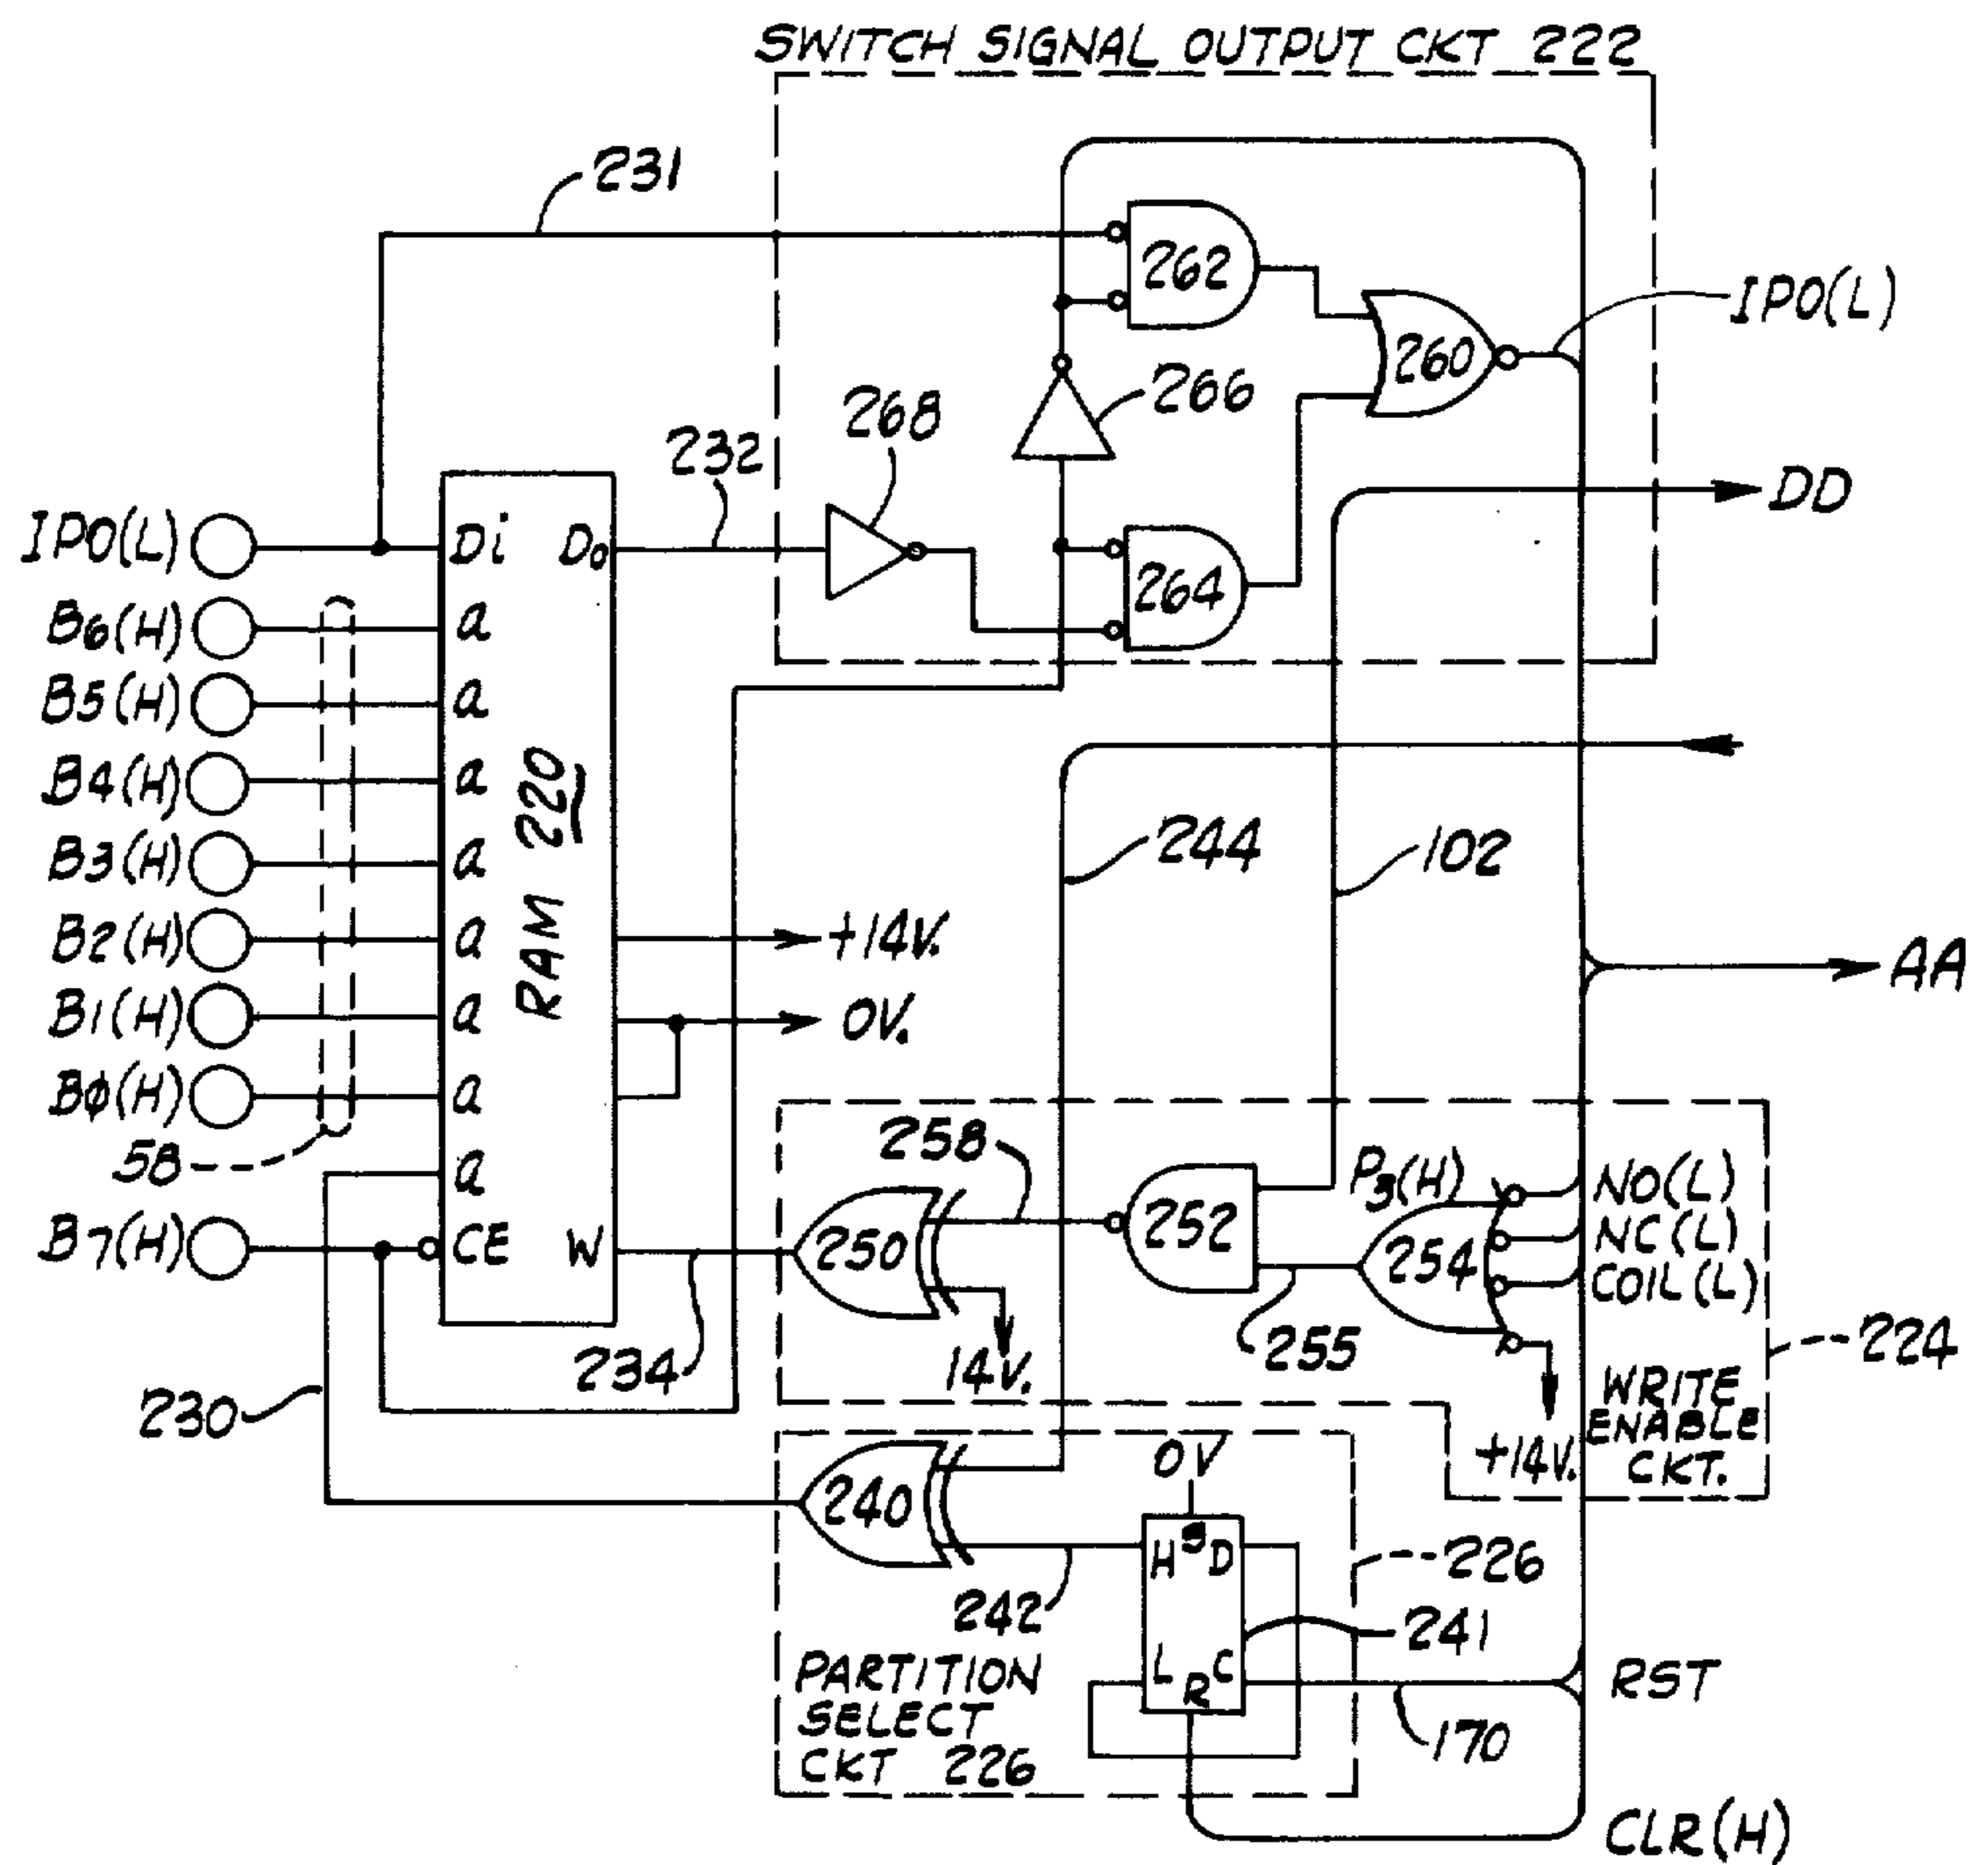 SWITCH SIGNAL OUTPUT CKT 222
231
262
IPO(L)
260
266
268
232
DD
IPO(L)
Di
Do
264
B6(H)
a
B5(H)
a
B4(H)
a
B3(H)
a
244
102
B2(H)
a
+14V.
AA
B1(H)
a
0V.
Bφ(H)
a
58
a
258
P3(H)
NO(L)
NC(L)
COIL(L)
B7(H)
CE
W
250
252
254
RAM 220
234
14V.
255
224
230
WRITE
ENABLE
CKT.
+14V.
0V
240
H
S
D
226
242
241
L
R
C
PARTITION
SELECT
CKT 226
RST
170
CLR(H)